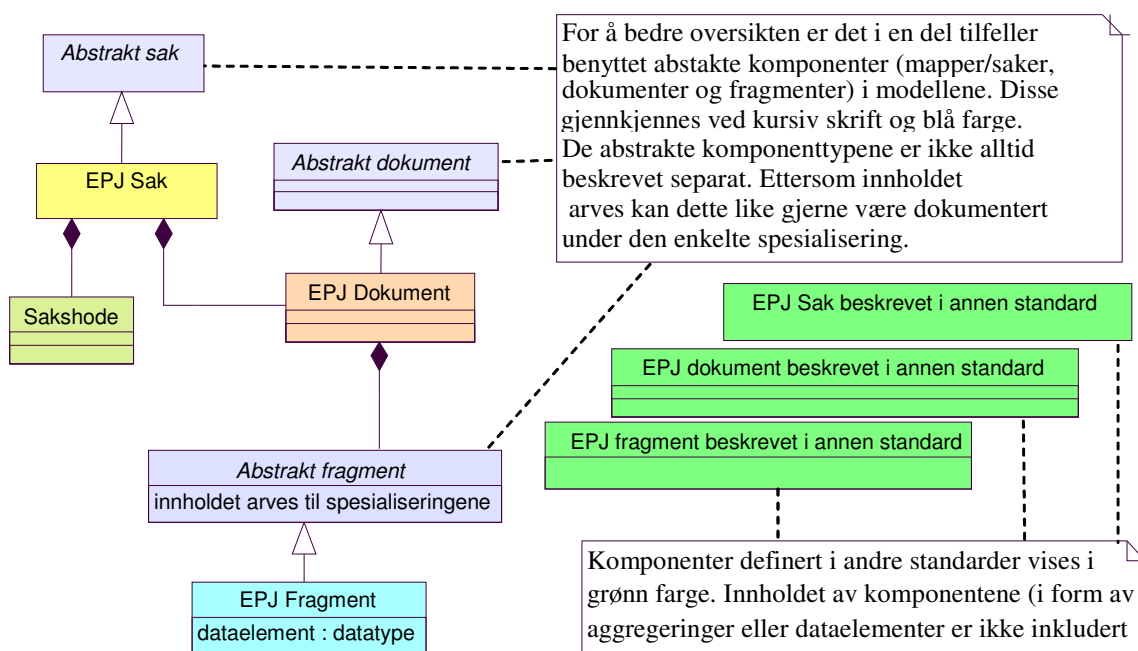 Abstrakt sak
For å bedre oversikten er det i en del tilfeller
benyttet abstakte komponenter (mapper/saker,
dokumenter og fragmenter) i modellene. Disse
gjennkjennes ved kursiv skrift og blå farge.
De abstrakte komponenttypene er ikke alltid
beskrevet separat. Ettersom innholdet
arves kan dette like gjerne være dokumentert
under den enkelte spesialisering.
Abstrakt dokument
EPJ Sak
EPJ Dokument
Sakshode
EPJ Sak beskrevet i annen standard
EPJ dokument beskrevet i annen standard
EPJ fragment beskrevet i annen standard
Abstrakt fragment
innholdet arves til spesialiseringene
Komponenter definert i andre standarder vises i
grønn farge. Innholdet av komponentene (i form av
aggregeringer eller dataelementer er ikke inkludert
EPJ Fragment
dataelement : datatype